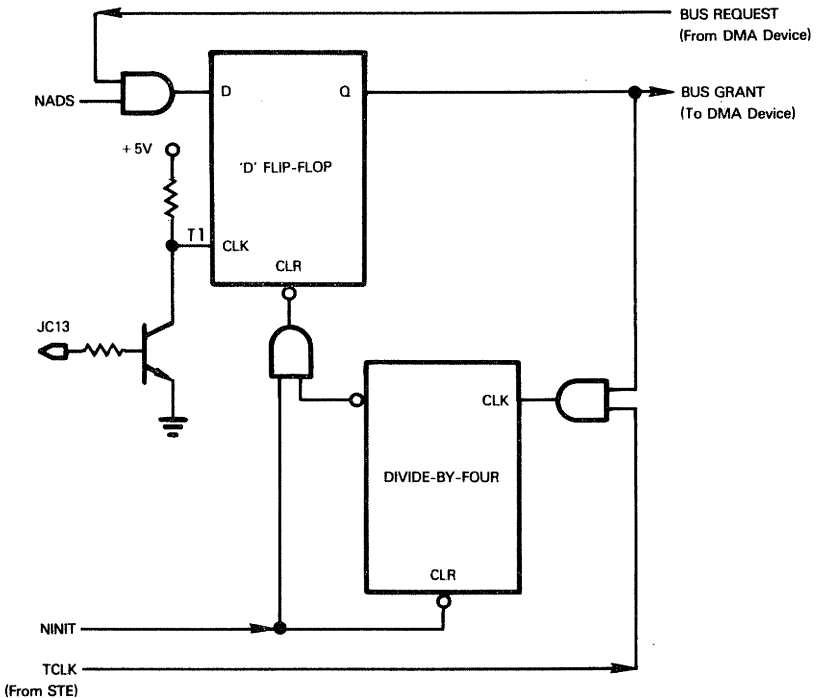 BUS REQUEST
(From DMA Device)
NADS
D
Q
BUS GRANT
(To DMA Device)
+ 5V
'D' FLIP-FLOP
T1
CLK
CLR
JC13
CLK
DIVIDE-BY-FOUR
CLR
NINIT
TCLK
(From STE)